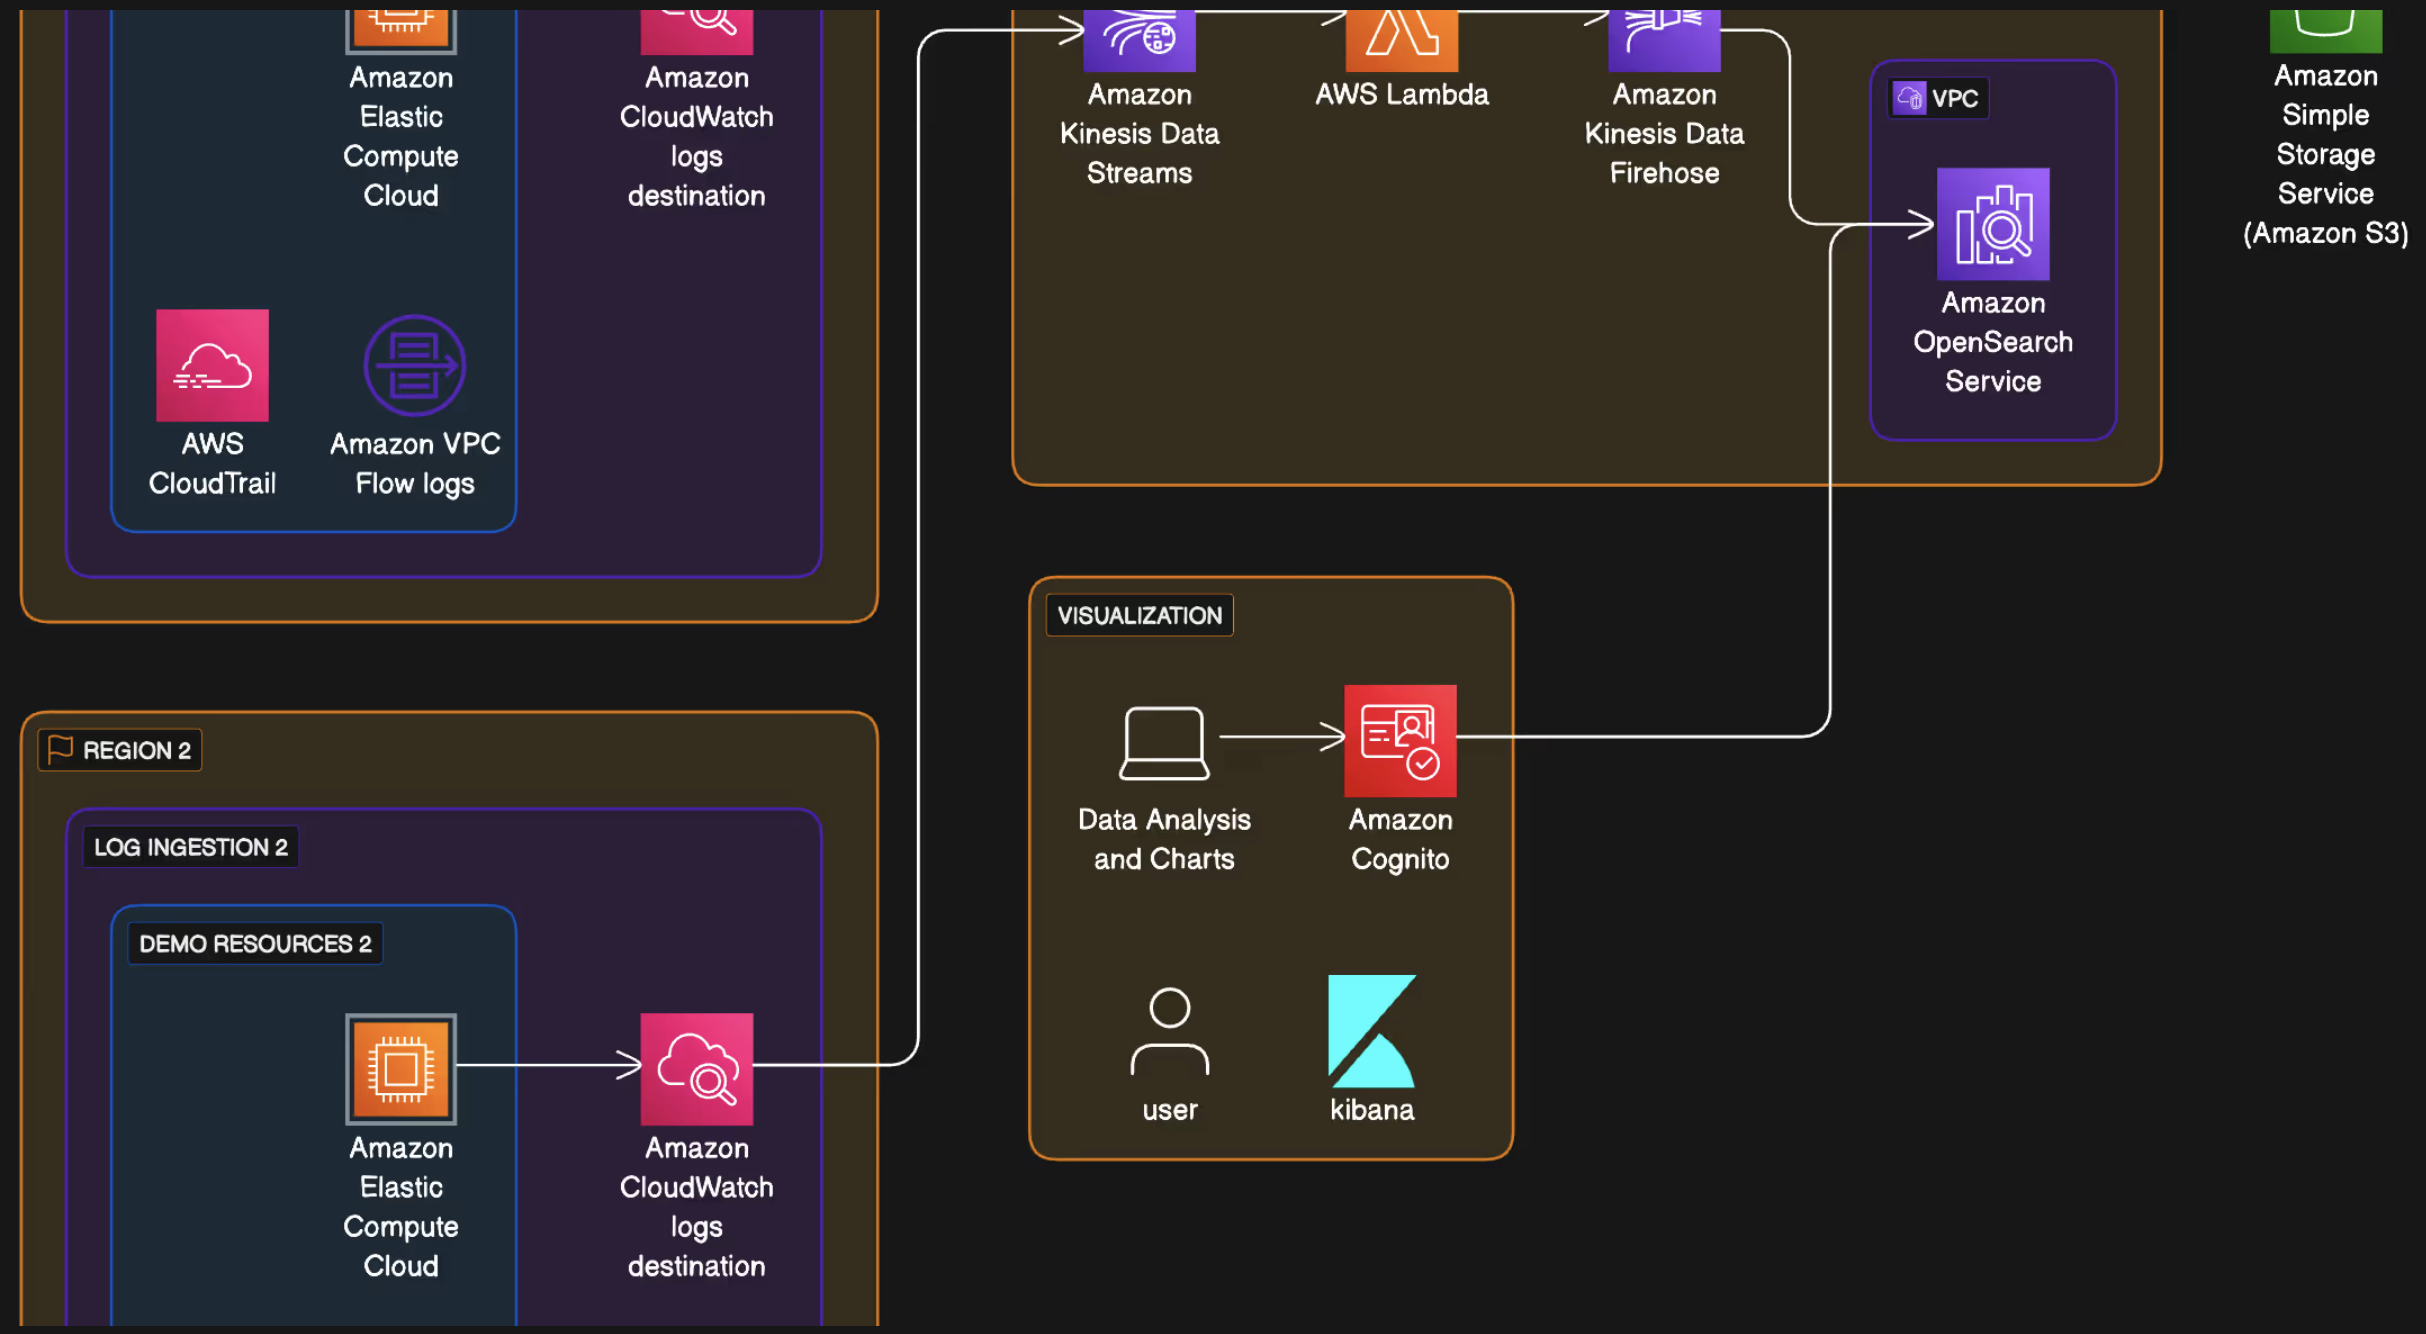 Amazon
Elastic
Compute
Cloud
Amazon
CloudWatch
logs
destination
AWS
CloudTrail
Amazon VPC
Flow logs
Amazon
Kinesis Data
Streams
AWS Lambda
Amazon
Kinesis Data
Firehose
VPC
Amazon
OpenSearch
Service
Amazon
Simple
Storage
Service
(Amazon S3)
REGION 2
LOG INGESTION 2
DEMO RESOURCES 2
Amazon
Elastic
Compute
Cloud
Amazon
CloudWatch
logs
destination
VISUALIZATION
Data Analysis
and Charts
Amazon
Cognito
user
kibana